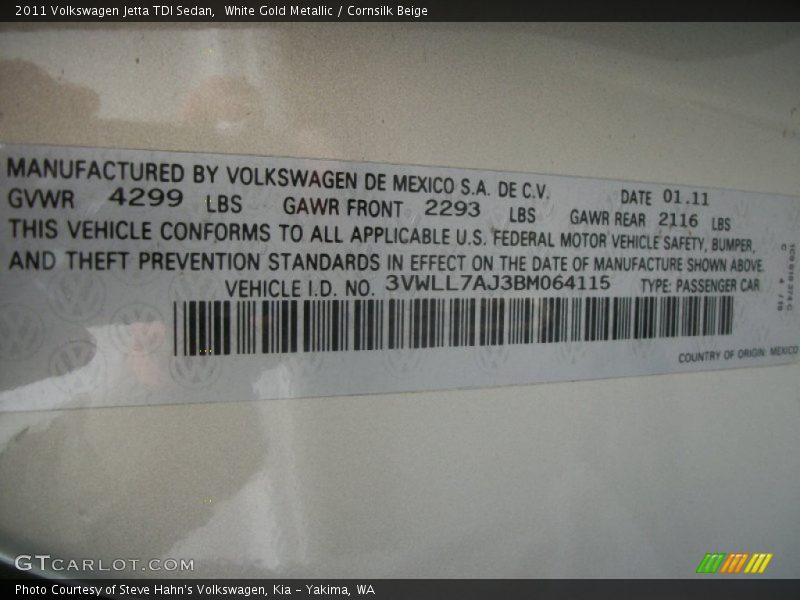 2011 Volkswagen Jetta TDI Sedan, White Gold Metallic / Cornsilk Beige
MANUFACTURED BY VOLKSWAGEN DE MEXICO S.A. DE C.V. DATE 01.11
GVWR 4299 LBS GAWR FRONT 2293 LBS GAWR REAR 2116 LBS
THIS VEHICLE CONFORMS TO ALL APPLICABLE U.S. FEDERAL MOTOR VEHICLE SAFETY, BUMPER,
AND THEFT PREVENTION STANDARDS IN EFFECT ON THE DATE OF MANUFACTURE SHOWN ABOVE.
VEHICLE I.D. NO. 3VWLL7AJ3BM064115 TYPE: PASSENGER CAR
COUNTRY OF ORIGIN: MEXICO
GTCARLOT.COM
Photo Courtesy of Steve Hahn's Volkswagen, Kia – Yakima, WA